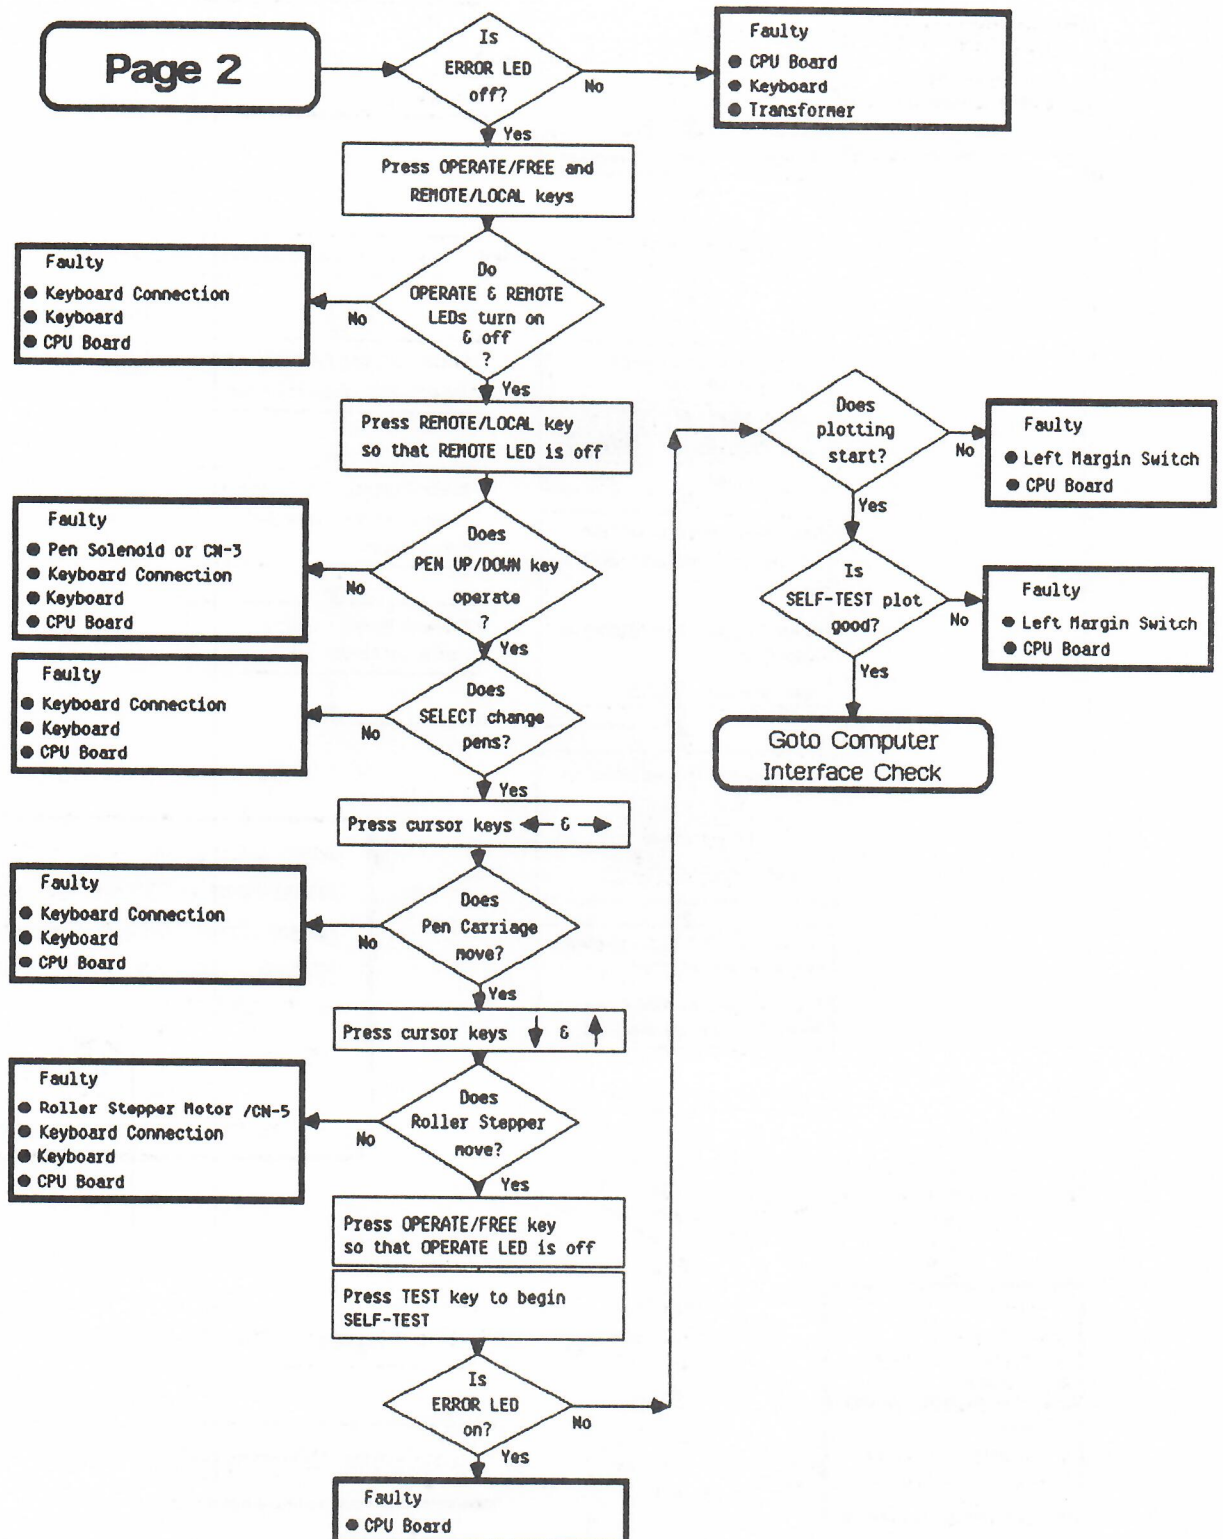 Page 2
Is
ERROR LED
off?
No
Faulty
● CPU Board
● Keyboard
● Transformer
Yes
Press OPERATE/FREE and
REMOTE/LOCAL keys
Do
OPERATE & REMOTE
LEDs turn on
& off
?
No
Faulty
● Keyboard Connection
● Keyboard
● CPU Board
Yes
Press REMOTE/LOCAL key
so that REMOTE LED is off
Does
PEN UP/DOWN key
operate
?
No
Faulty
● Pen Solenoid or CN-3
● Keyboard Connection
● Keyboard
● CPU Board
Yes
Does
SELECT change
pens?
No
Faulty
● Keyboard Connection
● Keyboard
● CPU Board
Yes
Press cursor keys ← & →
Does
Pen Carriage
move?
No
Faulty
● Keyboard Connection
● Keyboard
● CPU Board
Yes
Press cursor keys ↓ & ↑
Does
Roller Stepper
move?
No
Faulty
● Roller Stepper Motor /CN-5
● Keyboard Connection
● Keyboard
● CPU Board
Yes
Press OPERATE/FREE key
so that OPERATE LED is off
Press TEST key to begin
SELF-TEST
Is
ERROR LED
on?
No
Yes
Faulty
● CPU Board
Does
plotting
start?
No
Faulty
● Left Margin Switch
● CPU Board
Yes
Is
SELF-TEST plot
good?
No
Faulty
● Left Margin Switch
● CPU Board
Yes
Goto Computer
Interface Check